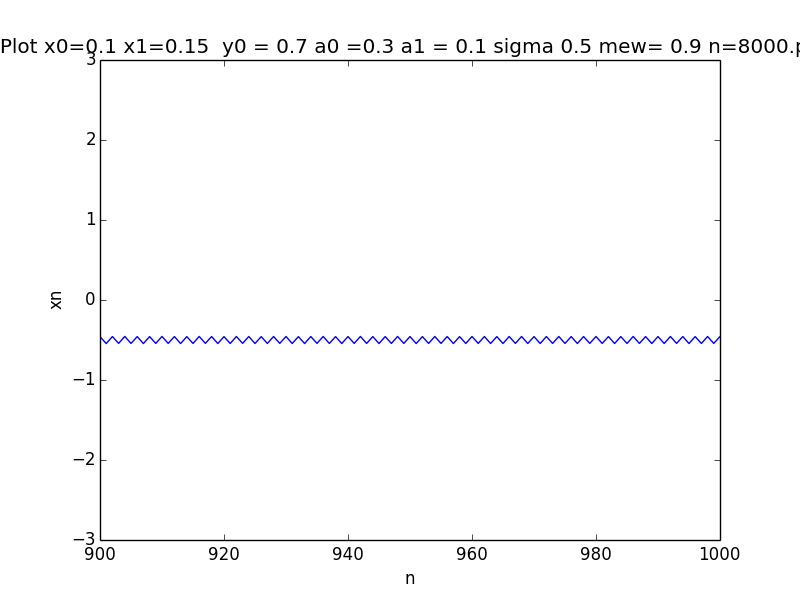 Plot x0=0.1 x1=0.15  y0 = 0.7 a0 =0.3 a1 = 0.1 sigma 0.5 mew= 0.9 n=8000.p
3
2
1
0
−1
−2
−3
xn
900 920 940 960 980 1000
n